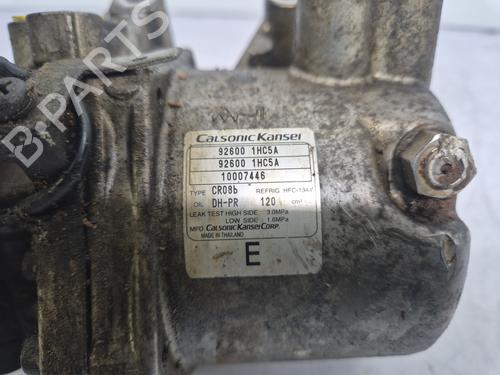 B-PARTS
Calsonic Kansei
92600 1HC5A
92600 1HC5A
10007446
TYPE CR08b REFRIG HFC-134a
OIL DH-PR 120 cm³
LEAK TEST HIGH SIDE 3.0MPa
LOW SIDE 1.6MPa
MFD Calsonic Kansei CORP.
MADE IN THAILAND
E